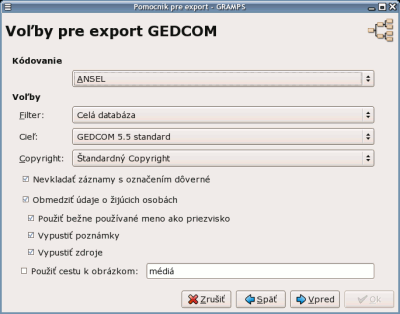 Pomocník pre export - GRAMPS
Voľby pre export GEDCOM
Kódovanie
ANSEL
Voľby
Filter: Celá databáza
Cieľ: GEDCOM 5.5 standard
Copyright: Štandardný Copyright
Nevkladať záznamy s označením dôverné
Obmedziť údaje o žijúcich osobách
Použiť bežne používané meno ako priezvisko
Vypustiť poznámky
Vypustiť zdroje
Použiť cestu k obrázkom: médiá
Zrušiť Späť Vpred Ok